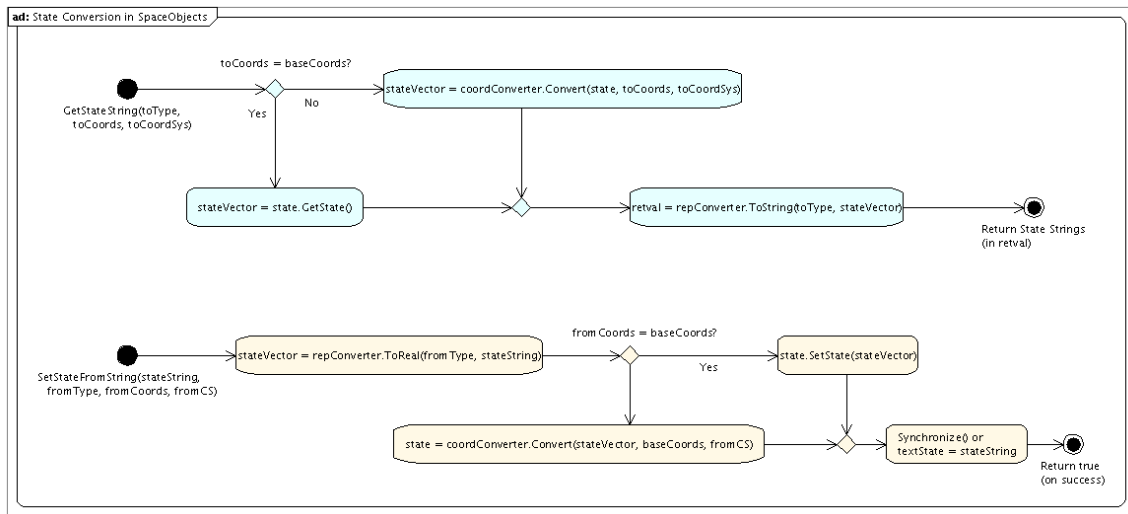 ad: State Conversion in SpaceObjects
toCoords = baseCoords?
stateVector = coordConverter.Convert(state, toCoords, toCoordSys)
No
GetStateString(toType,
toCoords, toCoordSys)
Yes
stateVector = state.GetState()
retval = repConverter.ToString(toType, stateVector)
Return State Strings
(in retval)
fromCoords = baseCoords?
stateVector = repConverter.ToReal(fromType, stateString)
state.SetState(stateVector)
Yes
SetStateFromString(stateString,
fromType, fromCoords, fromCS)
state = coordConverter.Convert(stateVector, baseCoords, fromCS)
Synchronize() or
textState = stateString
Return true
(on success)